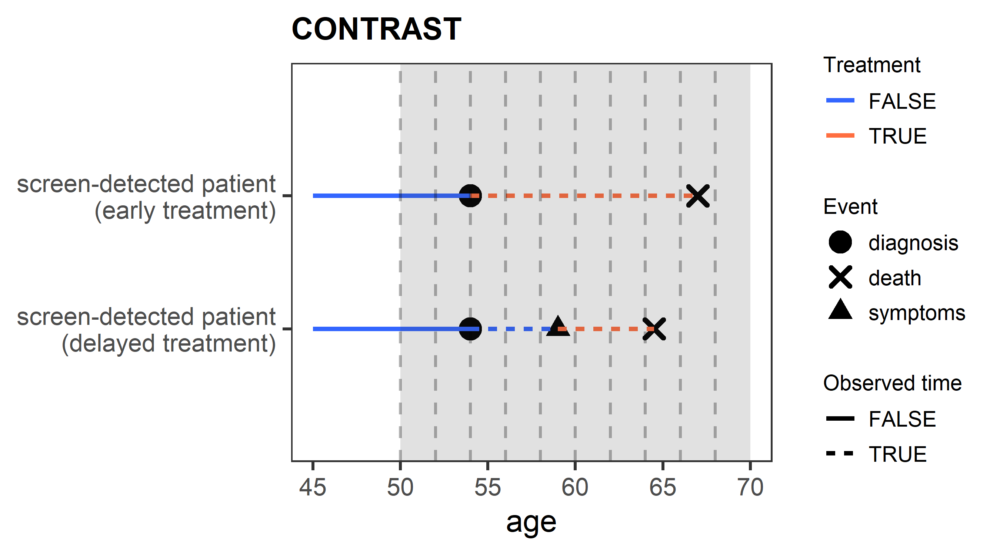 CONTRAST
screen-detected patient
(early treatment)
screen-detected patient
(delayed treatment)
45 50 55 60 65 70
age
Treatment
FALSE
TRUE
Event
diagnosis
death
symptoms
Observed time
FALSE
TRUE